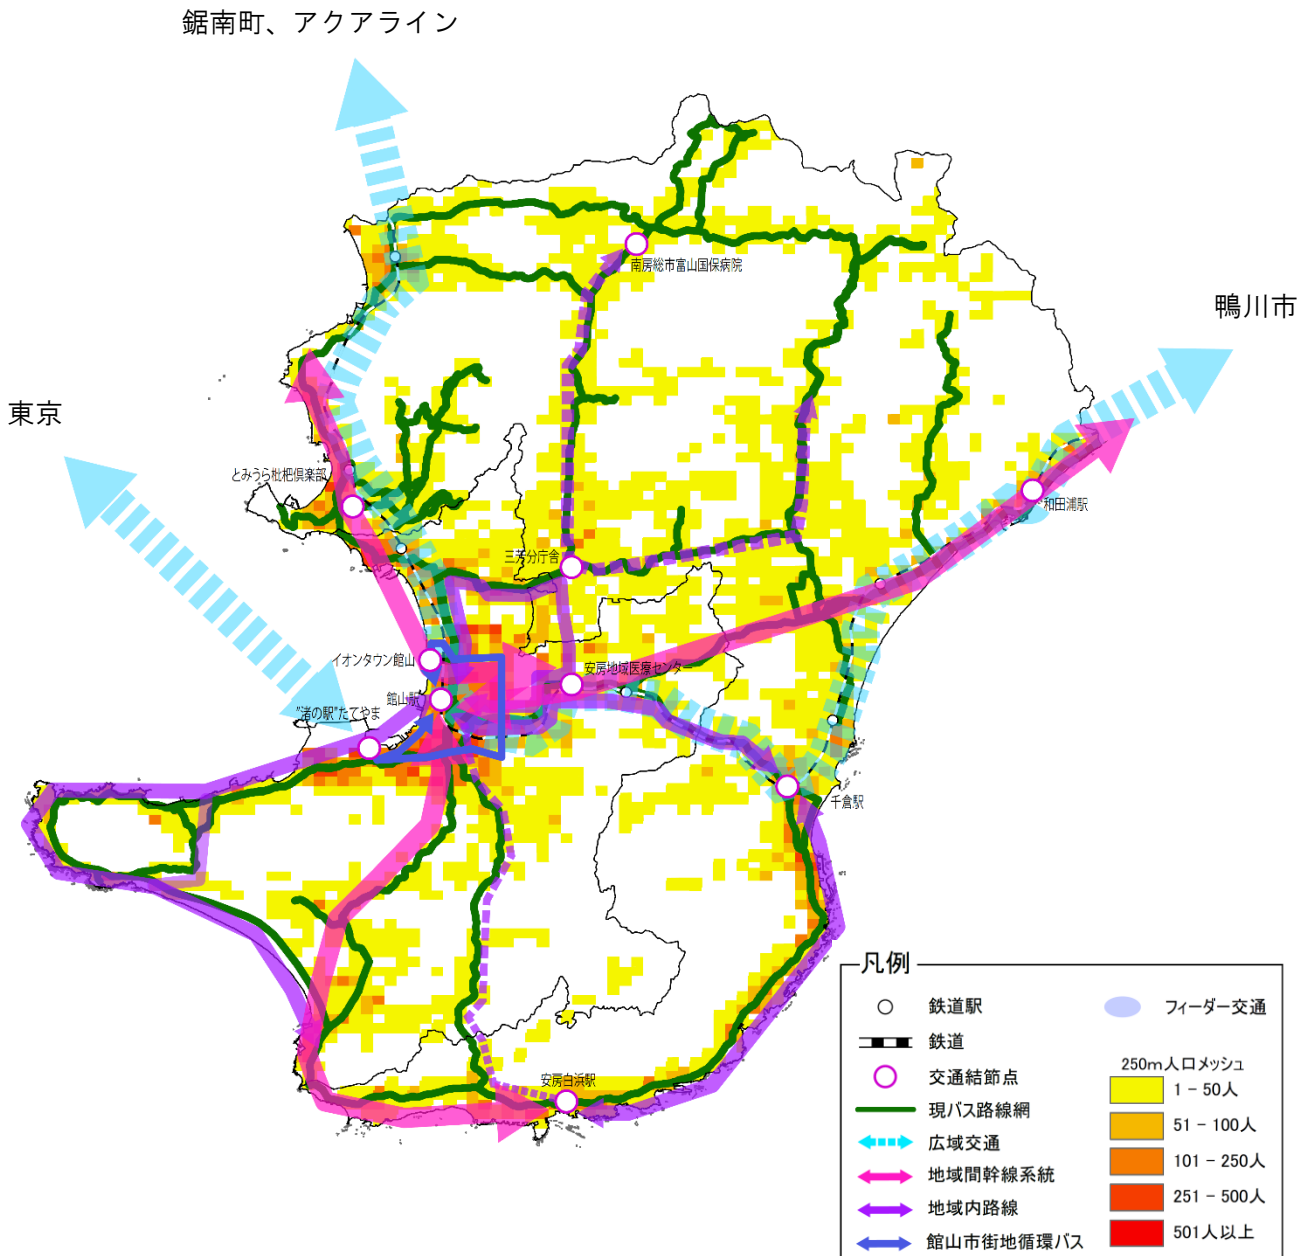 鋸南町、アクアライン
南房総市富山国保病院
鴨川市
東京
とみうら枇杷倶楽部
和田浦駅
三芳分庁舎
イオンタウン館山
安房地域医療センター
館山駅
"渚の駅"たてやま
千倉駅
安房白浜駅
凡例
鉄道駅
鉄道
交通結節点
現バス路線網
広域交通
地域間幹線系統
地域内路線
館山市街地循環バス
フィーダー交通
250m人口メッシュ
1－50人
51－100人
101－250人
251－500人
501人以上